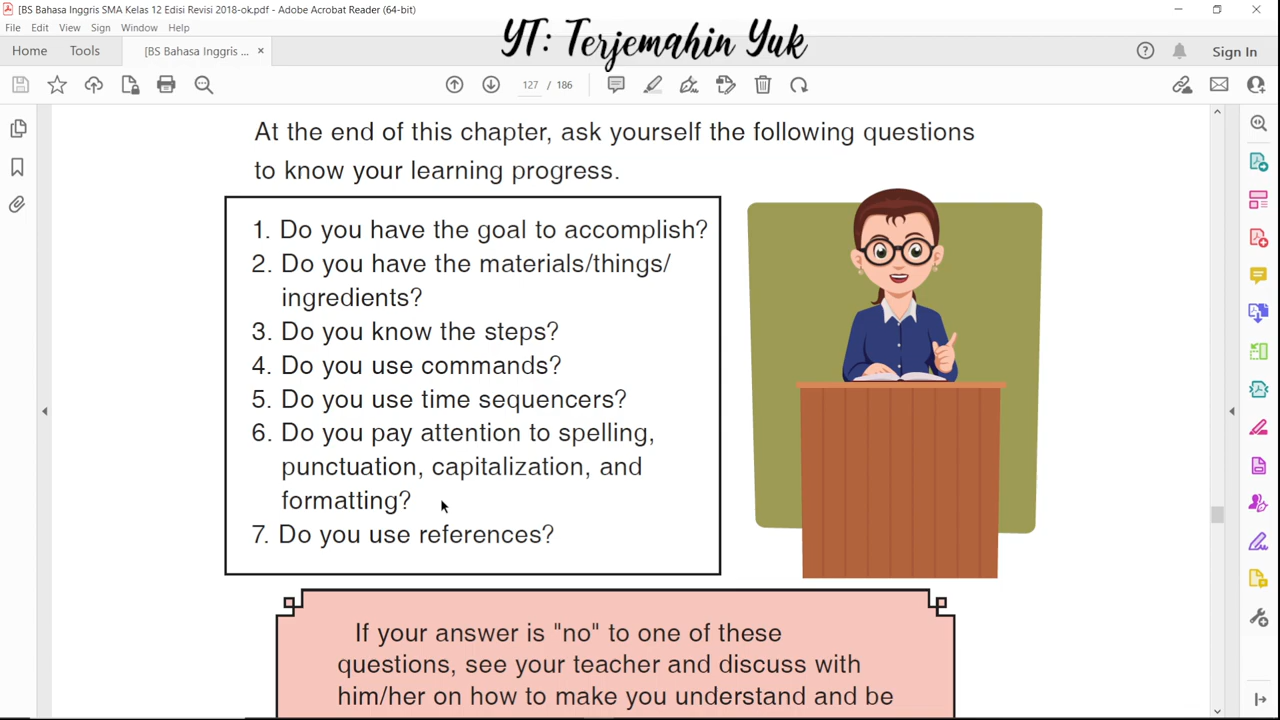 [BS Bahasa Inggris SMA Kelas 12 Edisi Revisi 2018-ok.pdf - Adobe Acrobat Reader (64-bit)
File Edit View Sign Window Help
YT: Terjemahin Yuk
Home Tools [BS Bahasa Inggris ... × Sign In
127 / 186
At the end of this chapter, ask yourself the following questions
to know your learning progress.
1. Do you have the goal to accomplish?
2. Do you have the materials/things/
ingredients?
3. Do you know the steps?
4. Do you use commands?
5. Do you use time sequencers?
6. Do you pay attention to spelling,
punctuation, capitalization, and
formatting?
7. Do you use references?
If your answer is "no" to one of these
questions, see your teacher and discuss with
him/her on how to make you understand and be